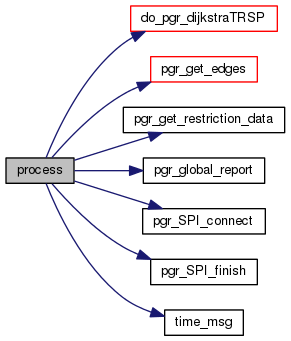 do_pgr_dijkstraTRSP
pgr_get_edges
pgr_get_restriction_data
process
pgr_global_report
pgr_SPI_connect
pgr_SPI_finish
time_msg